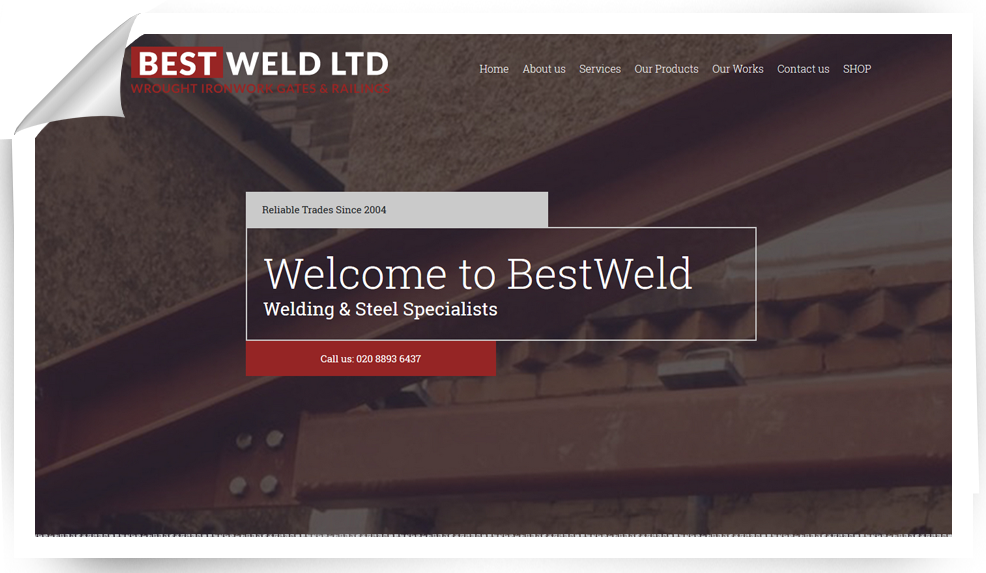 BEST WELD LTD
WROUGHT IRONWORK GATES & RAILINGS
Home About us Services Our Products Our Works Contact us SHOP
Reliable Trades Since 2004
Welcome to BestWeld
Welding & Steel Specialists
Call us: 020 8893 6437